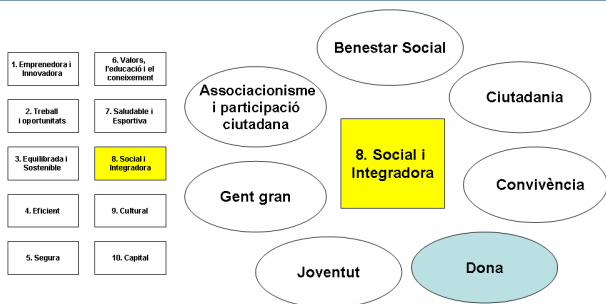 1. Emprenedora i
Innovadora
2. Treball
i oportunitats
3. Equilibrada i
Sostenible
4. Eficient
5. Segura
6. Valors,
l'educació i el
coneixement
7. Saludable i
Esportiva
8. Social i
Integradora
9. Cultural
10. Capital
Benestar Social
Associacionisme
i participació
ciutadana
Ciutadania
8. Social i
Integradora
Gent gran
Convivència
Joventut
Dona